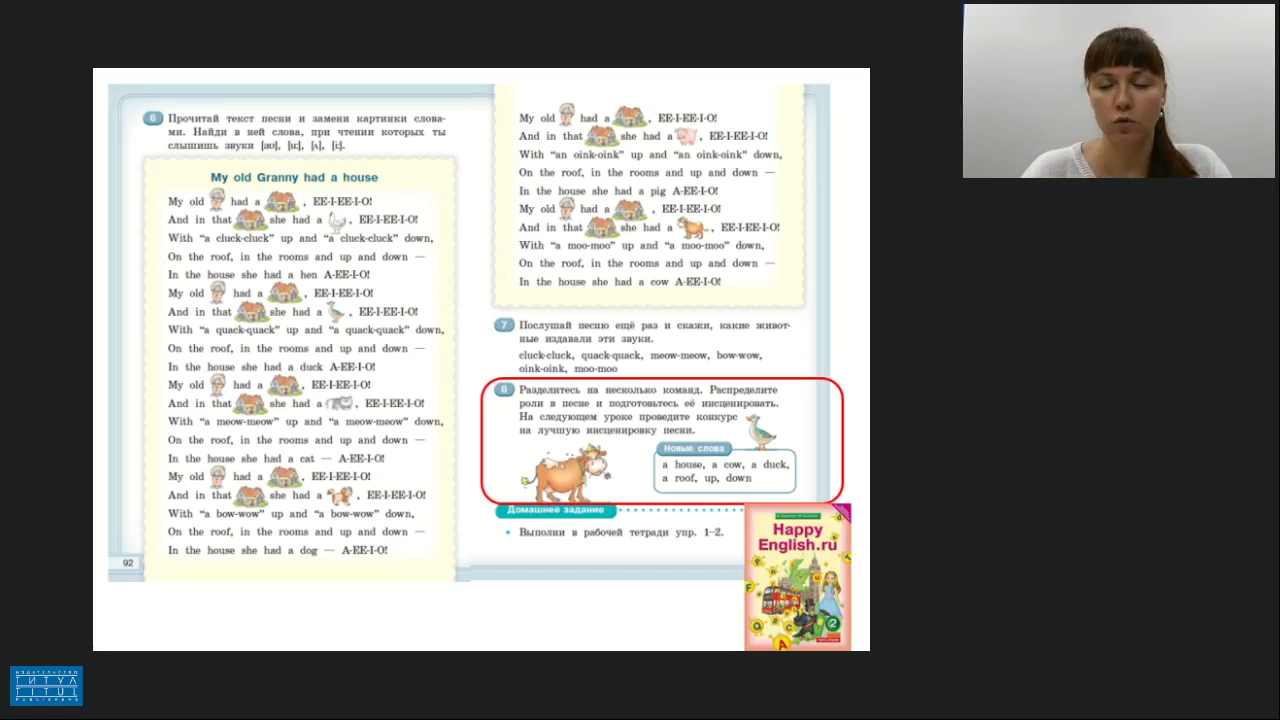 6 Прочитай текст песни и замени картинки слова-
ми. Найди в ней слова, при чтении которых ты
слышишь звуки
My old Granny had a house
My old had a , EE-I-EE-I-O!
And in that she had a , EE-I-EE-I-O!
With “a cluck-cluck” up and “a cluck-cluck” down,
On the roof, in the rooms and up and down —
In the house she had a hen A-EE-I-O!
My old had a , EE-I-EE-I-O!
And in that she had a , EE-I-EE-I-O!
With “a quack-quack” up and “a quack-quack” down,
On the roof, in the rooms and up and down —
In the house she had a duck A-EE-I-O!
My old had a , EE-I-EE-I-O!
And in that she had a , EE-I-EE-I-O!
With “a meow-meow” up and “a meow-meow” down,
On the roof, in the rooms and up and down —
In the house she had a cat — A-EE-I-O!
My old had a , EE-I-EE-I-O!
And in that she had a , EE-I-EE-I-O!
With “a bow-wow” up and “a bow-wow” down,
On the roof, in the rooms and up and down —
In the house she had a dog — A-EE-I-O!
92
My old had a , EE-I-EE-I-O!
And in that she had a , EE-I-EE-I-O!
With “an oink-oink” up and “an oink-oink” down,
On the roof, in the rooms and up and down —
In the house she had a pig A-EE-I-O!
My old had a , EE-I-EE-I-O!
And in that she had a , EE-I-EE-I-O!
With “a moo-moo” up and “a moo-moo” down,
On the roof, in the rooms and up and down —
In the house she had a cow A-EE-I-O!
7 Послушай песню ещё раз и скажи, какие живот-
ные издавали эти звуки.
cluck-cluck, quack-quack, meow-meow, bow-wow,
oink-oink, moo-moo
8 Разделитесь на несколько команд. Распределите
роли в песне и подготовьтесь её инсценировать.
На следующем уроке проведите конкурс
на лучшую инсценировку песни.
Новые слова
a house, a cow, a duck,
a roof, up, down
Домашнее задание
• Выполни в рабочей тетради упр. 1–2.
Happy
English.ru
2
ИЗДАТЕЛЬСТВО
ТИТУЛ
TITUL
PUBLISHERS